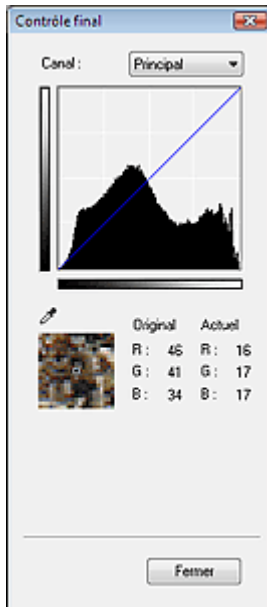 Contrôle final
Canal : Principal
Original Actuel
R : 46 R : 16
G : 41 G : 17
B : 34 B : 17
Fermer